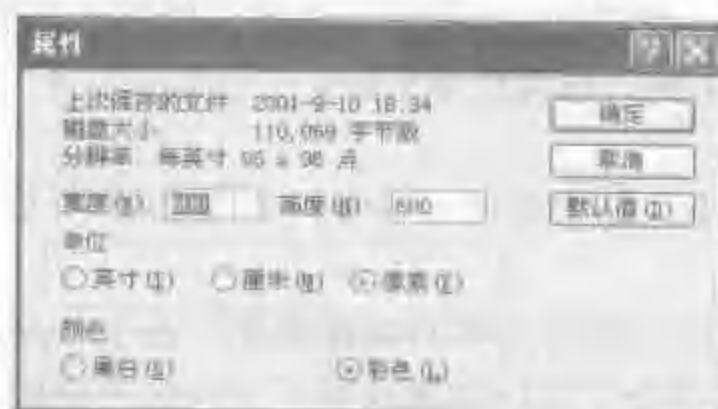 属性
上次保存的文件 2001-9-10 18:34
磁盘大小 110,069 字节数
分辨率 每英寸 96 x 96 点
宽度(W) 高度(H) 600
单位
英寸(I) 厘米(M) 像素(P)
颜色
黑白(B) 彩色(L)
确定
取消
默认值(D)